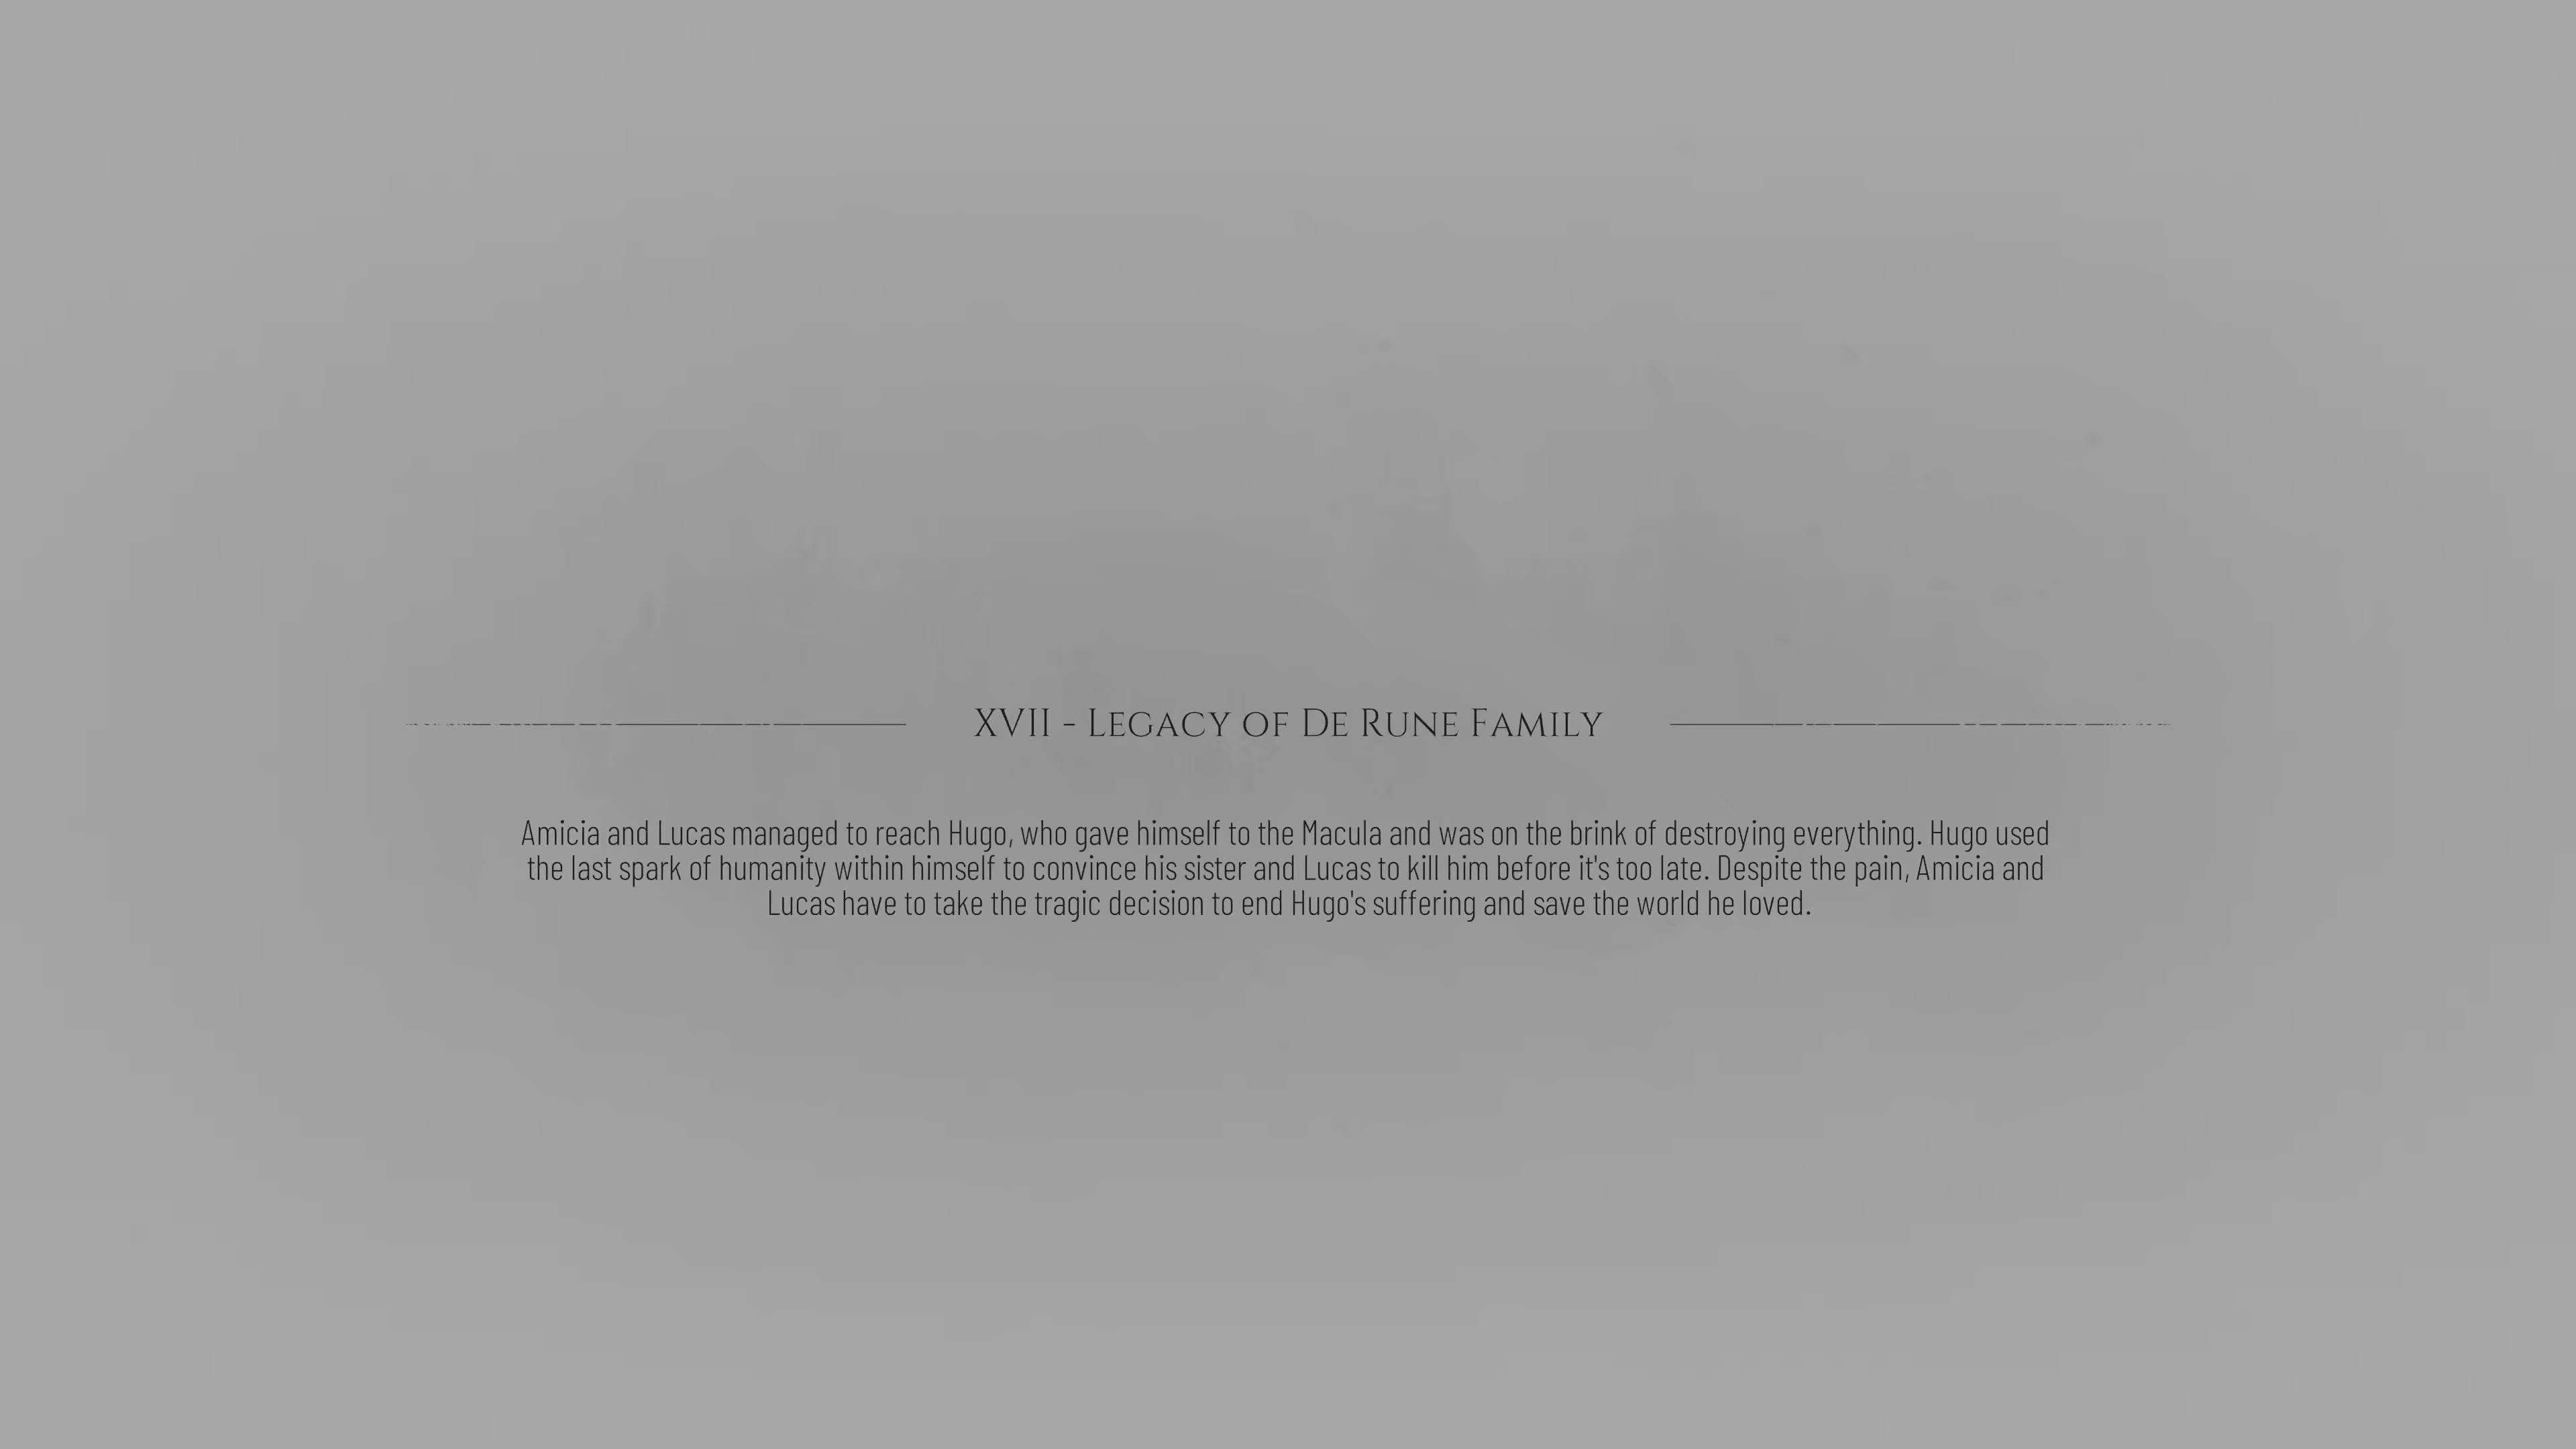 XVII - Legacy of De Rune Family
Amicia and Lucas managed to reach Hugo, who gave himself to the Macula and was on the brink of destroying everything. Hugo used
the last spark of humanity within himself to convince his sister and Lucas to kill him before it's too late. Despite the pain, Amicia and
Lucas have to take the tragic decision to end Hugo's suffering and save the world he loved.